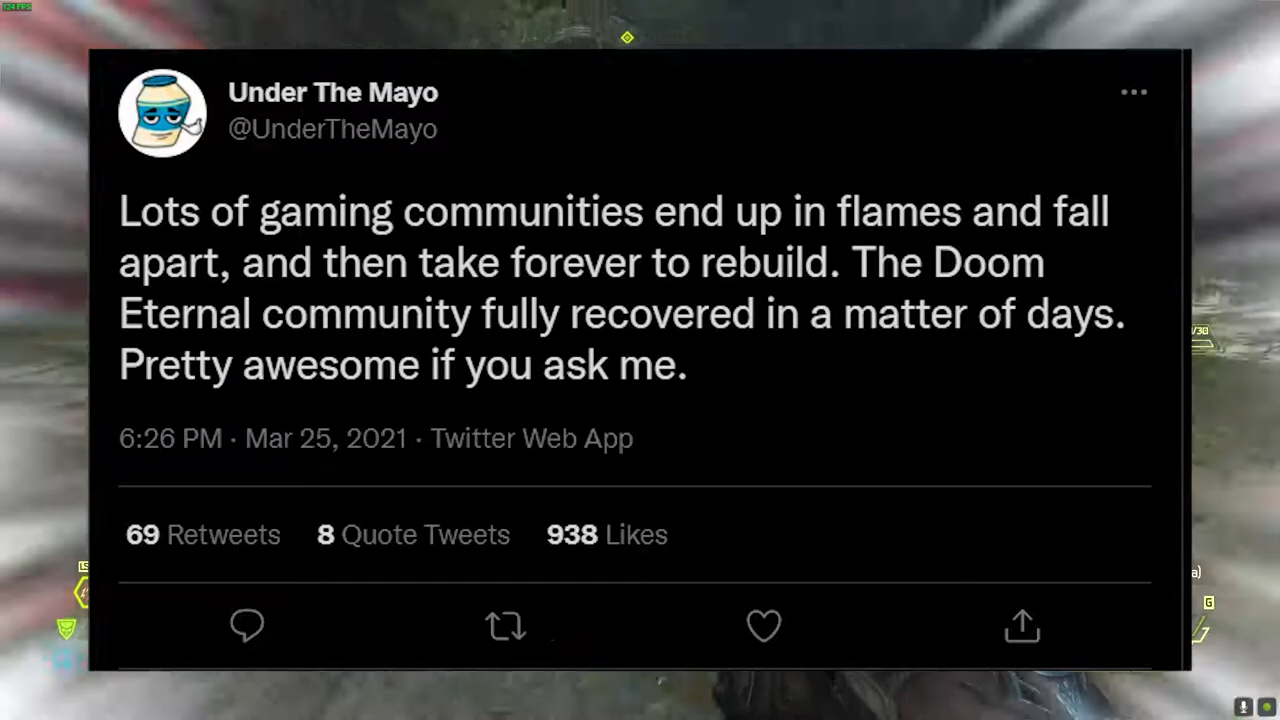 124 FPS
Under The Mayo
@UnderTheMayo
Lots of gaming communities end up in flames and fall
apart, and then take forever to rebuild. The Doom
Eternal community fully recovered in a matter of days.
Pretty awesome if you ask me.
6:26 PM · Mar 25, 2021 · Twitter Web App
69 Retweets 8 Quote Tweets 938 Likes
G